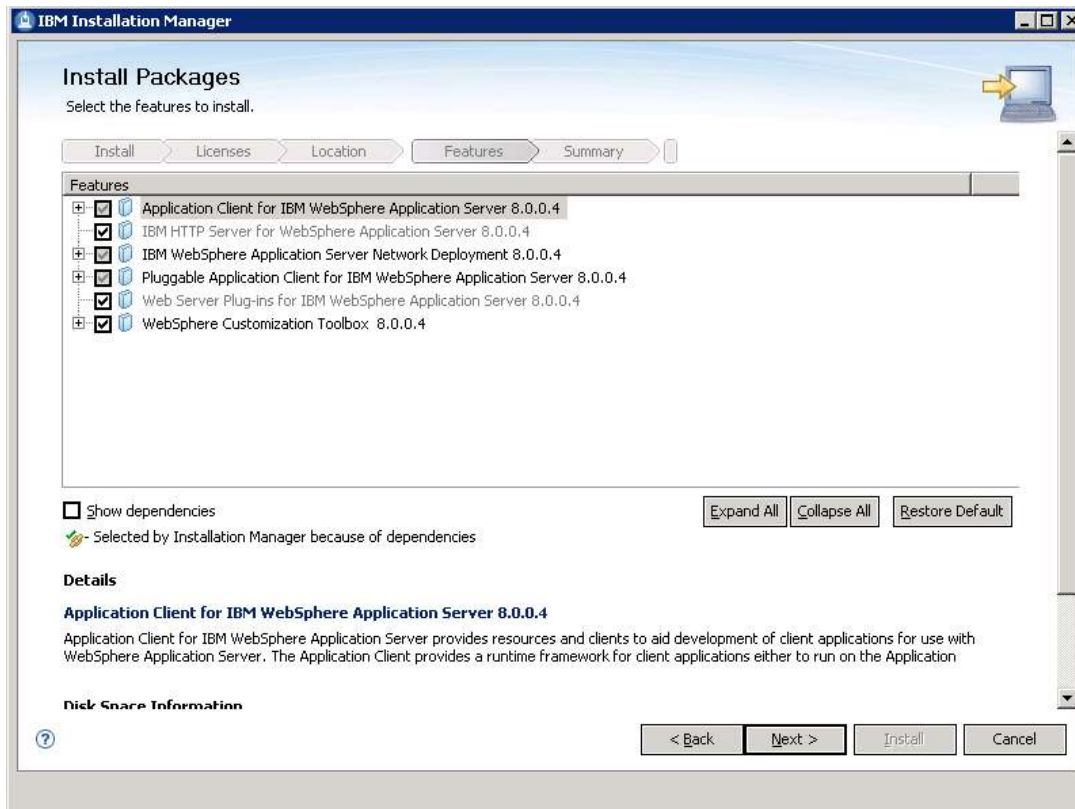 IBM Installation Manager
Install Packages
Select the features to install.
Install Licenses Location Features Summary
Features
Application Client for IBM WebSphere Application Server 8.0.0.4
IBM HTTP Server for WebSphere Application Server 8.0.0.4
IBM WebSphere Application Server Network Deployment 8.0.0.4
Pluggable Application Client for IBM WebSphere Application Server 8.0.0.4
Web Server Plug-ins for IBM WebSphere Application Server 8.0.0.4
WebSphere Customization Toolbox 8.0.0.4
Show dependencies Expand All Collapse All Restore Default
- Selected by Installation Manager because of dependencies
Details
Application Client for IBM WebSphere Application Server 8.0.0.4
Application Client for IBM WebSphere Application Server provides resources and clients to aid development of client applications for use with
WebSphere Application Server. The Application Client provides a runtime framework for client applications either to run on the Application
Disk Space Information
? < Back Next > Install Cancel